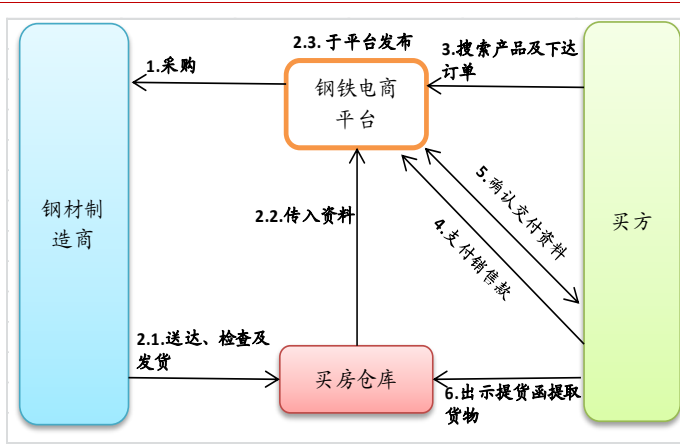 2.3. 于平台发布
1.采购
3.搜索产品及下达
订单
钢铁电商
平台
钢材制
造商
买方
2.2.传入资料
5.确认交付资料
4.支付销售款
2.1.送达、检查及
发货
买房仓库
6.出示提货函提取
货物